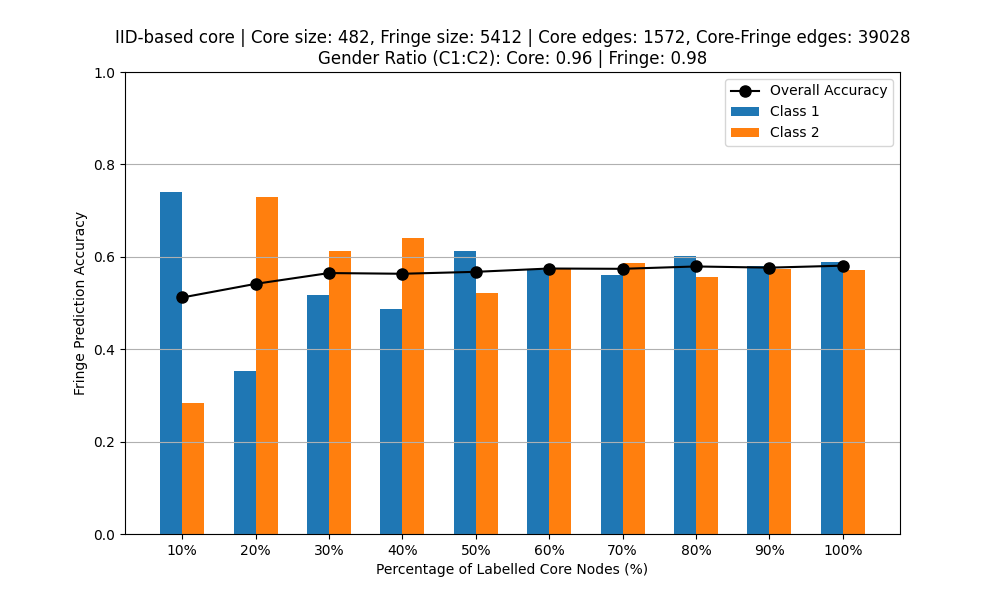 IID-based core | Core size: 482, Fringe size: 5412 | Core edges: 1572, Core-Fringe edges: 39028
Gender Ratio (C1:C2): Core: 0.96 | Fringe: 0.98
Overall Accuracy
Class 1
Class 2
Fringe Prediction Accuracy
1.0
0.8
0.6
0.4
0.2
0.0
10% 20% 30% 40% 50% 60% 70% 80% 90% 100%
Percentage of Labelled Core Nodes (%)